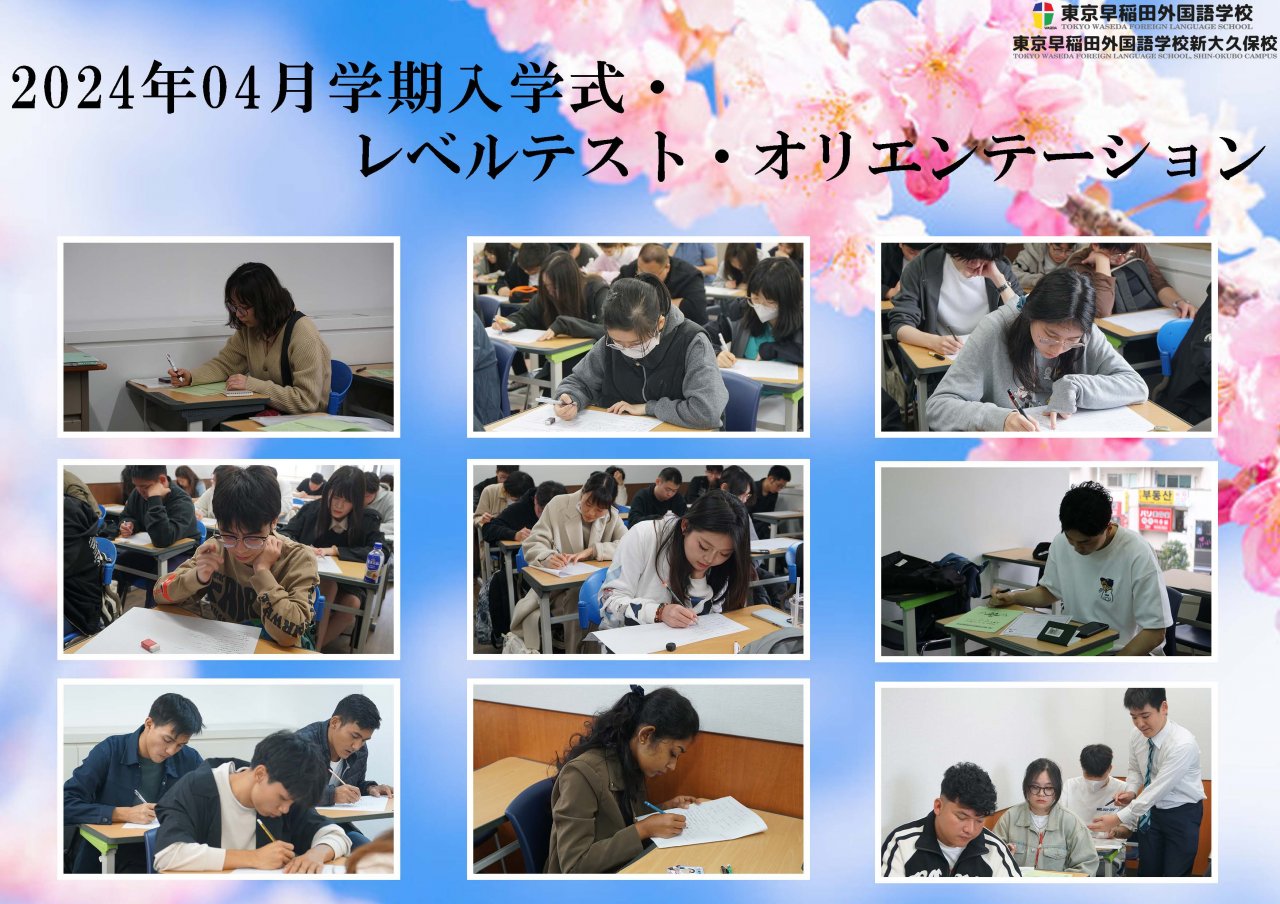 東京早稲田外国語学校
TOKYO WASEDA FOREIGN LANGUAGE SCHOOL
東京早稲田外国語学校新大久保校
TOKYO WASEDA FOREIGN LANGUAGE SCHOOL, SHIN-OKUBO CAMPUS
2024年04月学期入学式・
レベルテスト・オリエンテーション
부동산